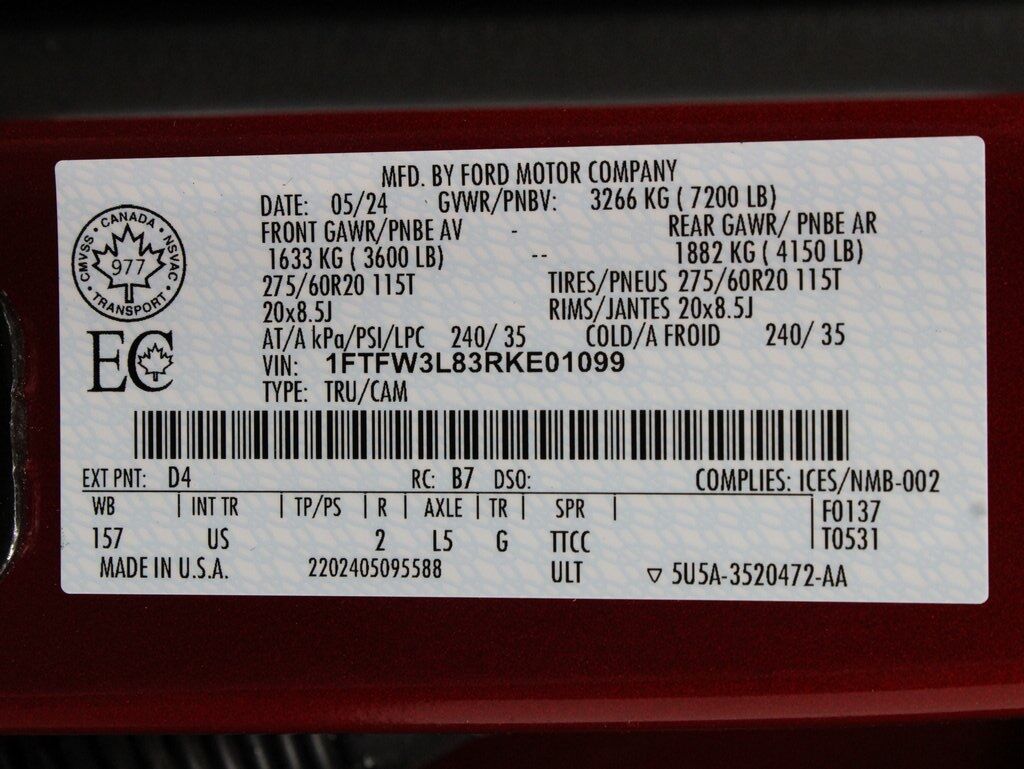 MFD. BY FORD MOTOR COMPANY
DATE: 05/24 GVWR/PNBV: 3266 KG ( 7200 LB)
FRONT GAWR/PNBE AV - REAR GAWR/ PNBE AR
1633 KG ( 3600 LB) -- 1882 KG ( 4150 LB)
275/60R20 115T TIRES/PNEUS 275/60R20 115T
20x8.5J RIMS/JANTES 20x8.5J
AT/A kPa/PSI/LPC 240/ 35 COLD/A FROID 240/ 35
VIN: 1FTFW3L83RKE01099
TYPE: TRU/CAM
CANADA
CMVSS 977 NSVAC
TRANSPORT
EC
EXT PNT: D4 RC: B7 DSO: COMPLIES: ICES/NMB-002
WB | INT TR | TP/PS | R | AXLE | TR | SPR | F0137
157 US 2 L5 G TTCC T0531
MADE IN U.S.A. 2202405095588 ULT ▽ 5U5A-3520472-AA